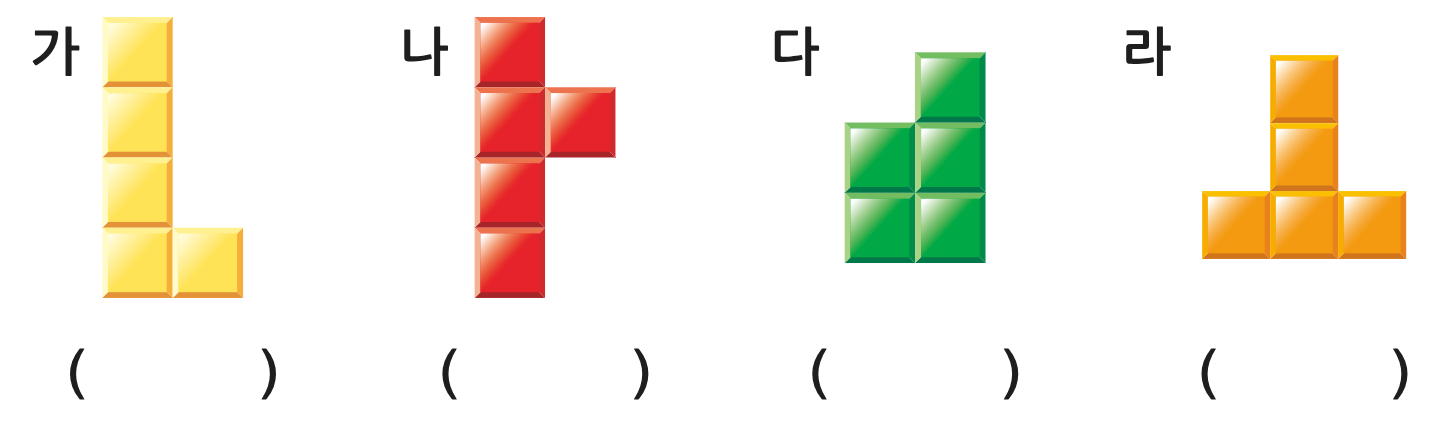 가 나 다 라
( ) ( ) ( ) ( )